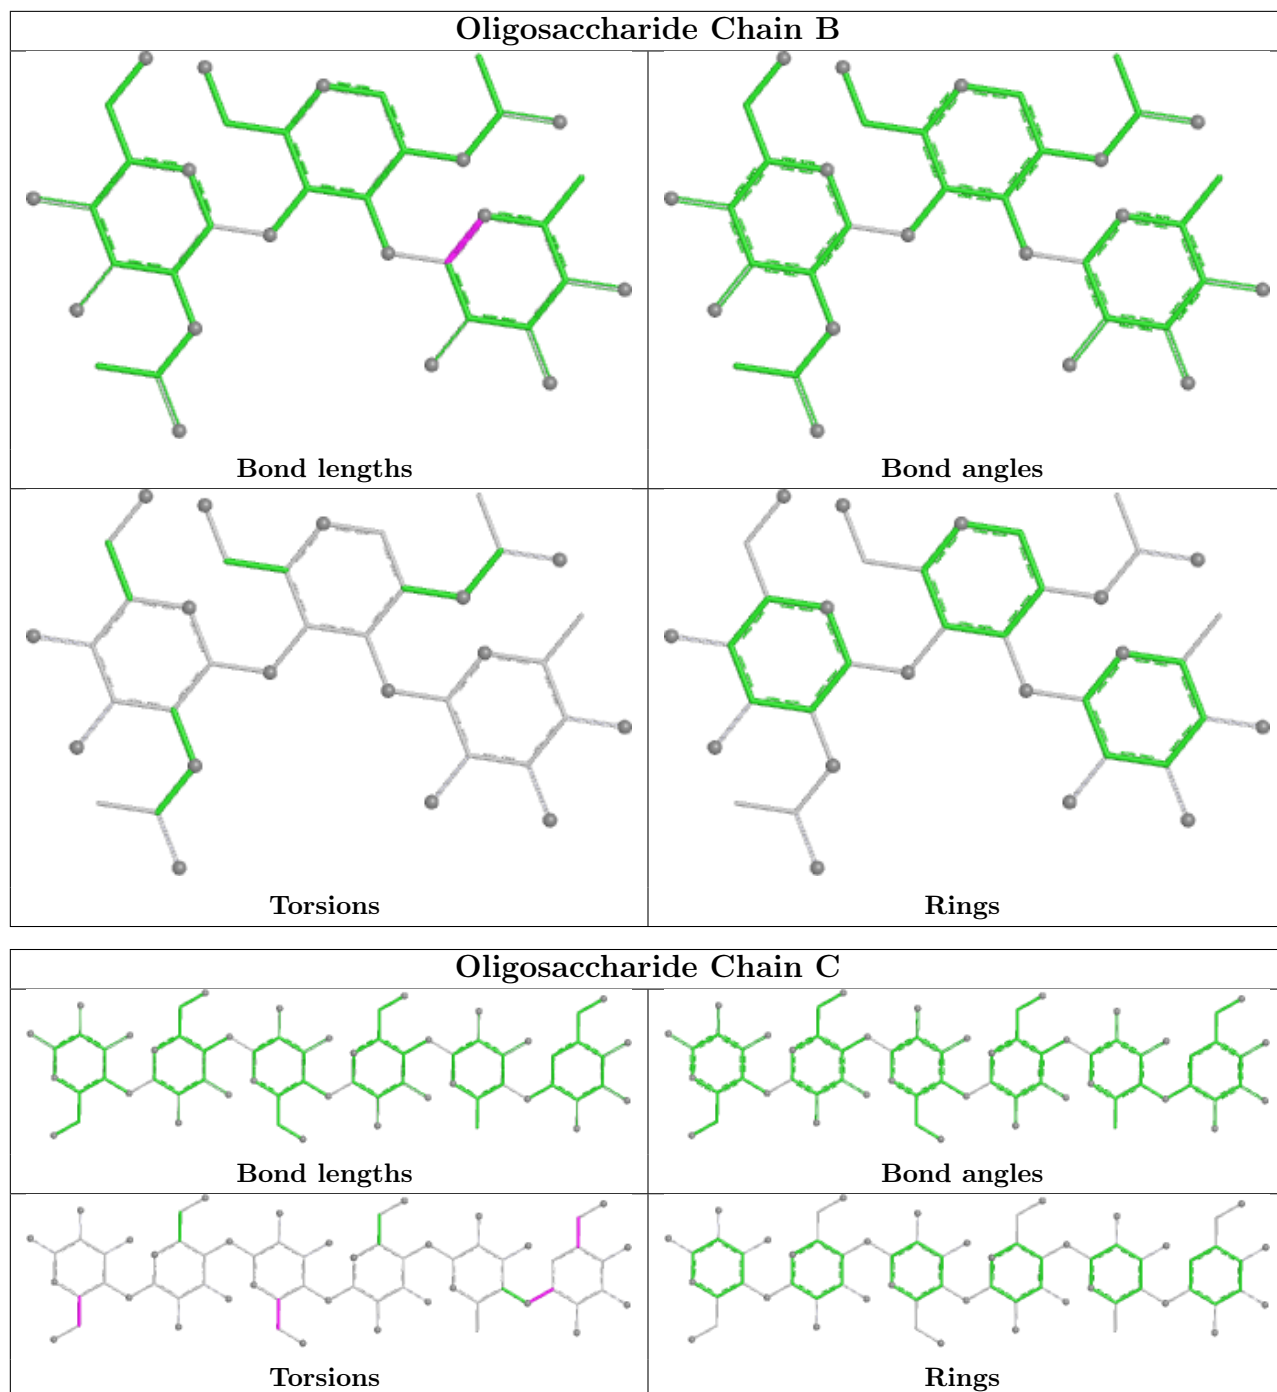 Oligosaccharide Chain B
Bond lengths
Bond angles
Torsions
Rings
Oligosaccharide Chain C
Bond lengths
Bond angles
Torsions
Rings